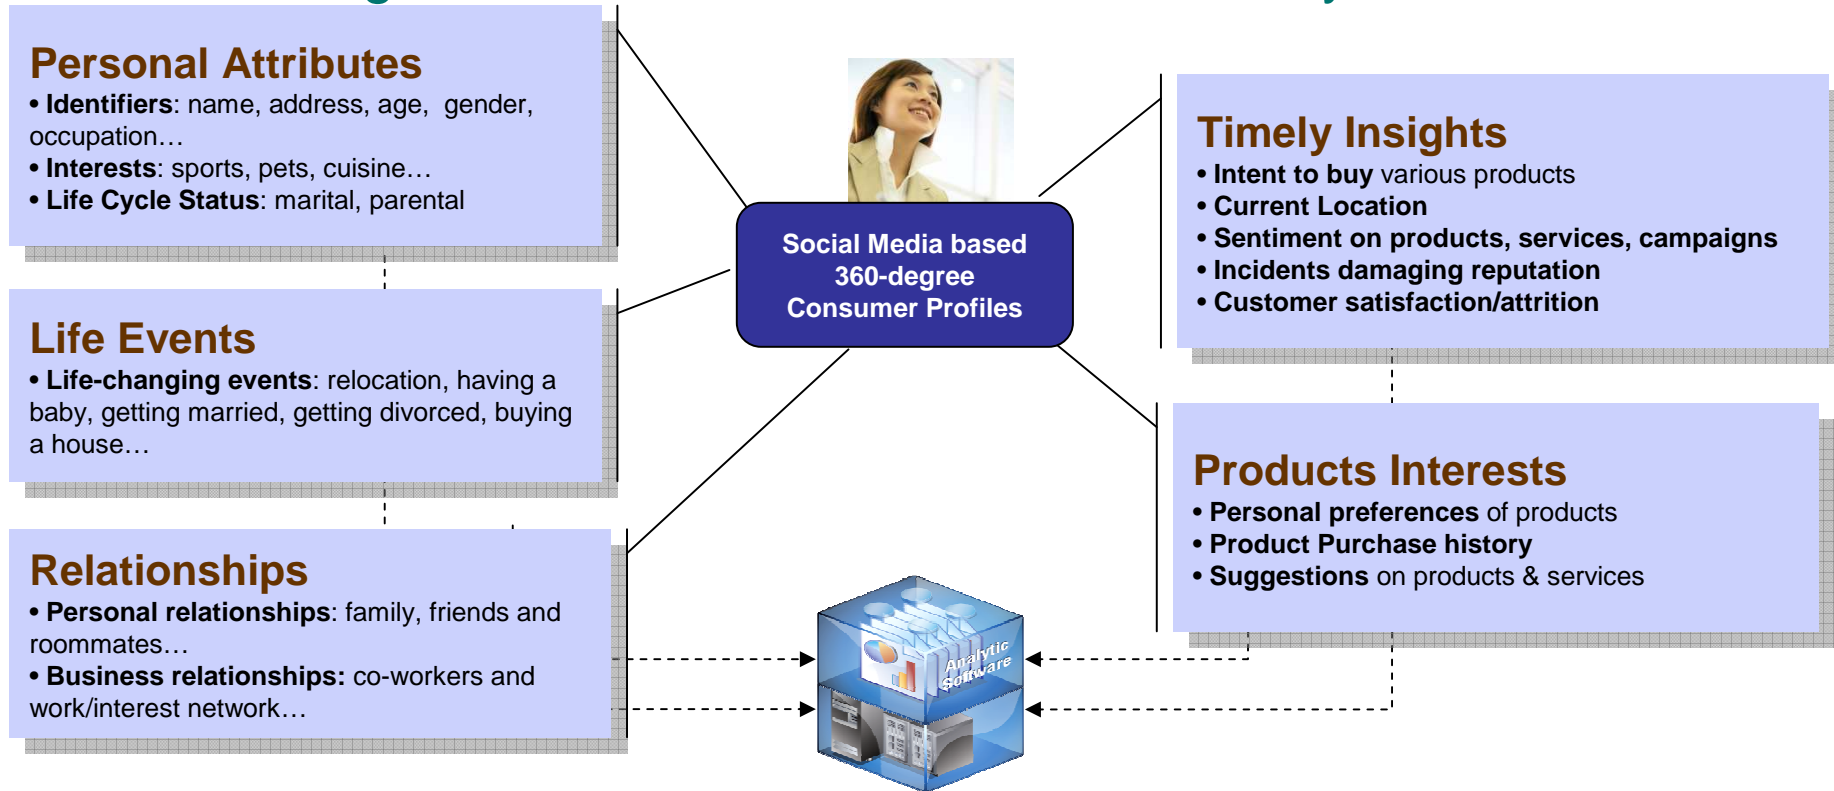 Personal Attributes
• Identifiers: name, address, age, gender,
occupation…
• Interests: sports, pets, cuisine…
• Life Cycle Status: marital, parental
Life Events
• Life-changing events: relocation, having a
baby, getting married, getting divorced, buying
a house…
Relationships
• Personal relationships: family, friends and
roommates…
• Business relationships: co-workers and
work/interest network…
Social Media based
360-degree
Consumer Profiles
Analytic
Software
Timely Insights
• Intent to buy various products
• Current Location
• Sentiment on products, services, campaigns
• Incidents damaging reputation
• Customer satisfaction/attrition
Products Interests
• Personal preferences of products
• Product Purchase history
• Suggestions on products & services